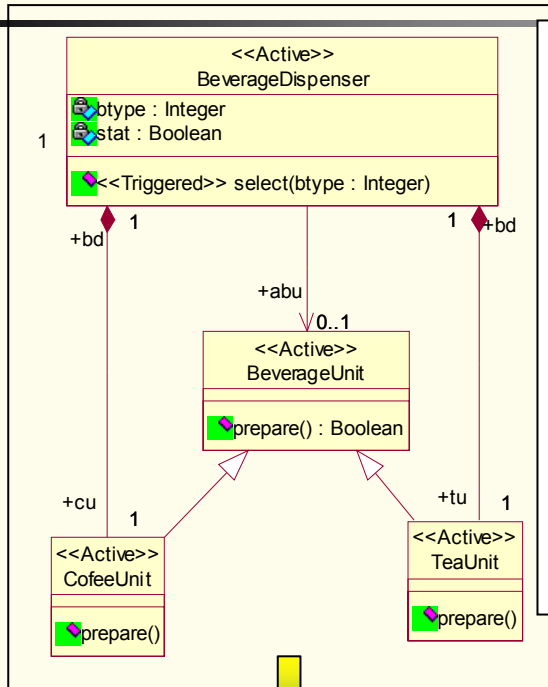 <<Active>>
BeverageDispenser
btype : Integer
stat : Boolean
1
<<Triggered>> select(btype : Integer)
1
1
+bd
+bd
+abu
0..1
<<Active>>
BeverageUnit
prepare() : Boolean
+cu
1
+tu
1
<<Active>>
CofeeUnit
prepare()
<<Active>>
TeaUnit
prepare()